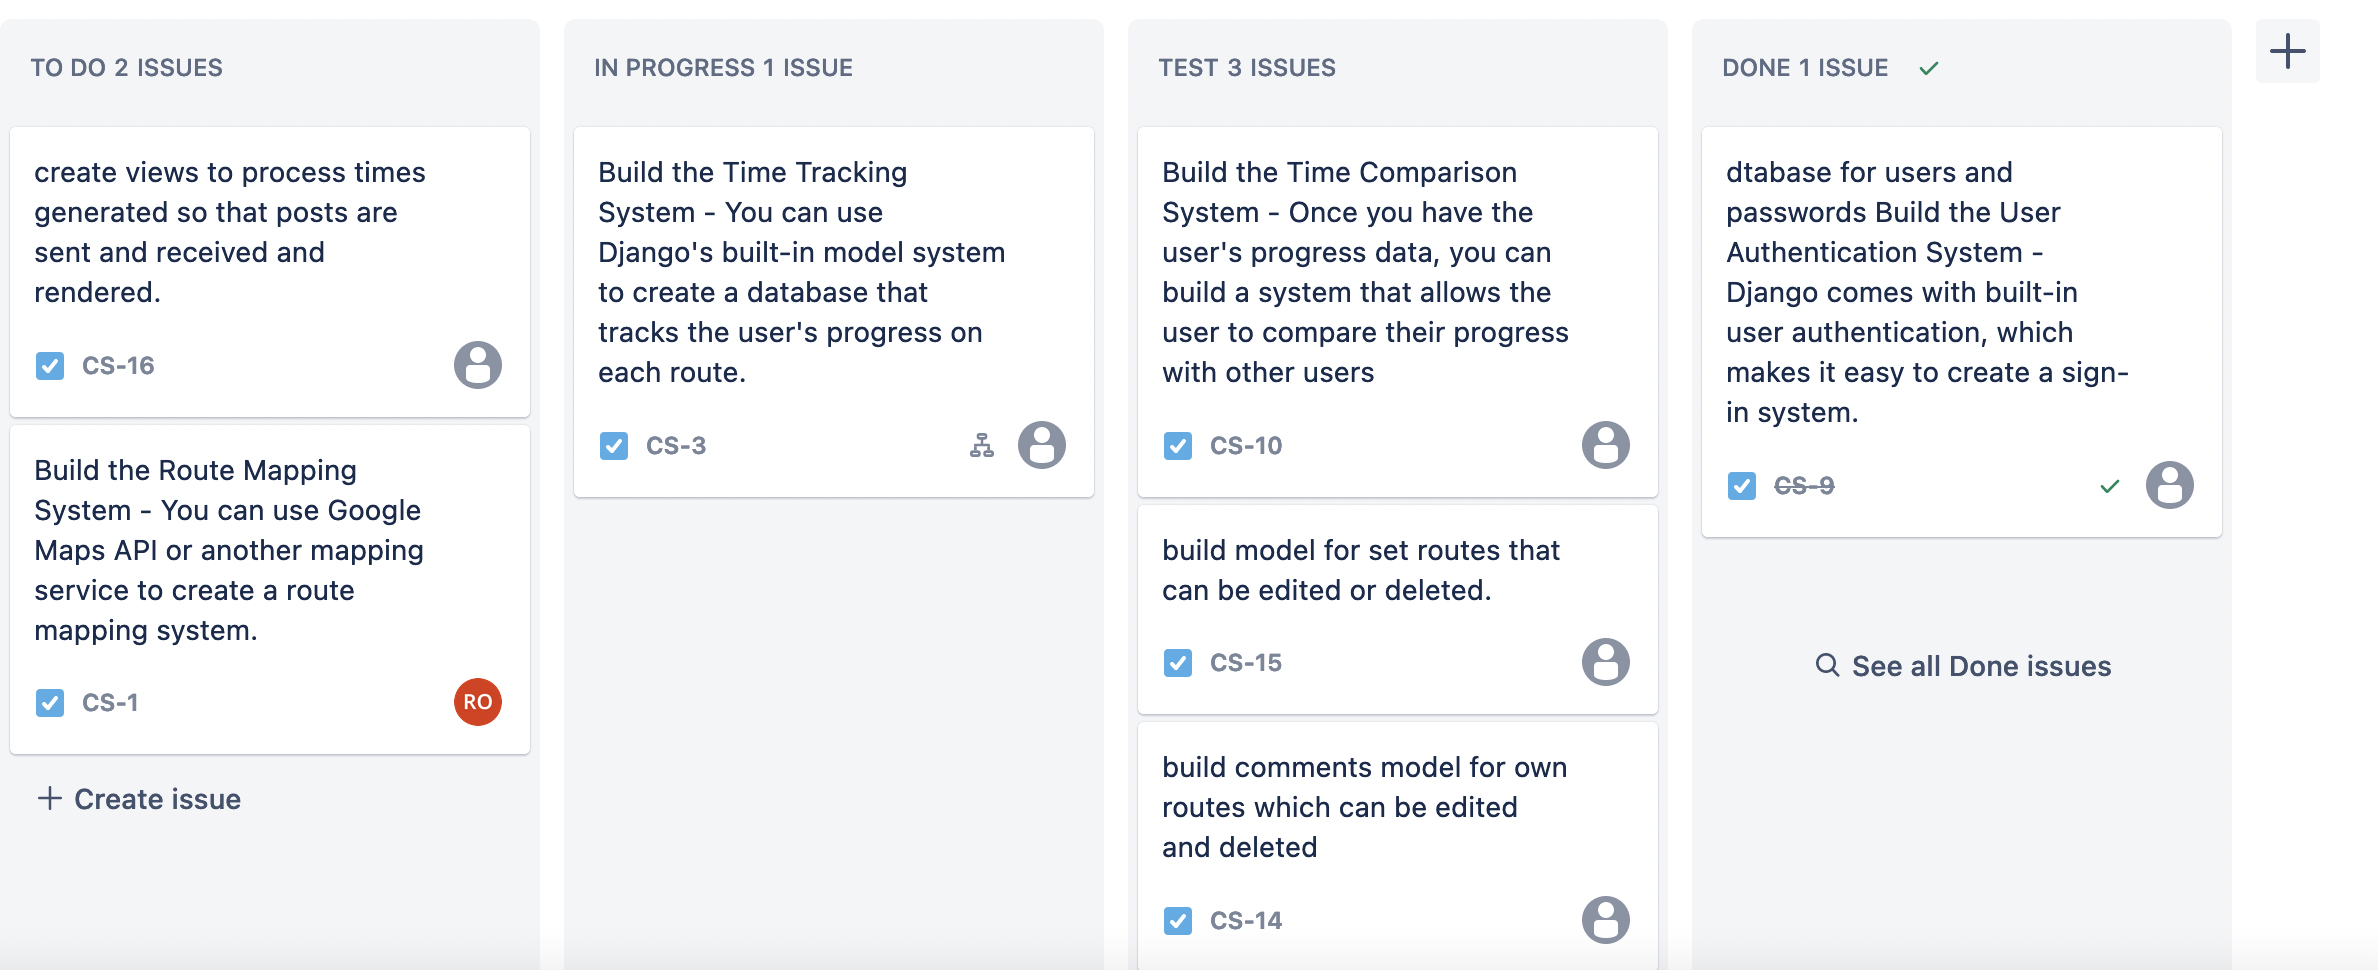 TO DO 2 ISSUES
create views to process times
generated so that posts are
sent and received and
rendered.
CS-16
Build the Route Mapping
System - You can use Google
Maps API or another mapping
service to create a route
mapping system.
CS-1
RO
Create issue
IN PROGRESS 1 ISSUE
Build the Time Tracking
System - You can use
Django's built-in model system
to create a database that
tracks the user's progress on
each route.
CS-3
TEST 3 ISSUES
Build the Time Comparison
System - Once you have the
user's progress data, you can
build a system that allows the
user to compare their progress
with other users
CS-10
build model for set routes that
can be edited or deleted.
CS-15
build comments model for own
routes which can be edited
and deleted
CS-14
DONE 1 ISSUE
dtabase for users and
passwords Build the User
Authentication System -
Django comes with built-in
user authentication, which
makes it easy to create a sign-
in system.
CS-9
See all Done issues